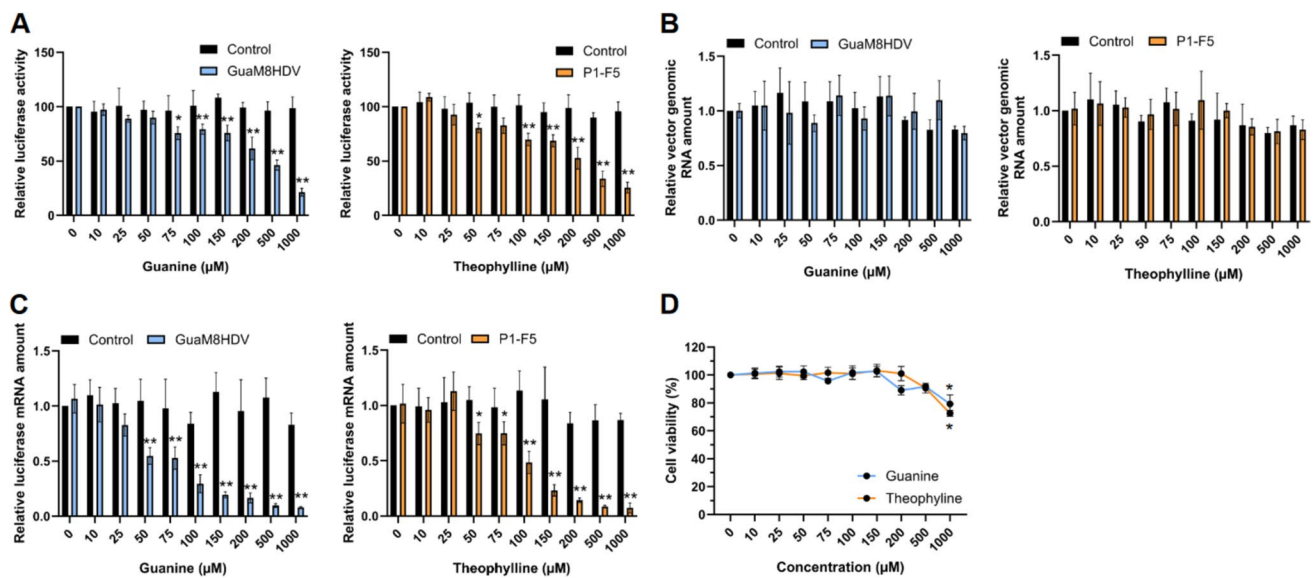 A
Relative luciferase activity
150
100
50
0
Control
GuaM8HDV
*
**
**
**
**
**
0 10 25 50 75 100 150 200 500 1000
Guanine (µM)
Relative luciferase activity
150
100
50
0
Control
P1-F5
*
**
**
**
**
**
0 10 25 50 75 100 150 200 500 1000
Theophylline (µM)
B
Relative vector genomic
RNA amount
1.5
1.0
0.5
0.0
Control GuaM8HDV
0 10 25 50 75 100 150 200 500 1000
Guanine (µM)
Relative vector genomic
RNA amount
1.5
1.0
0.5
0.0
Control P1-F5
0 10 25 50 75 100 150 200 500 1000
Theophylline (µM)
C
Relative luciferase mRNA amount
1.5
1.0
0.5
0.0
Control GuaM8HDV
**
**
**
**
**
**
**
0 10 25 50 75 100 150 200 500 1000
Guanine (µM)
Relative luciferase mRNA amount
1.5
1.0
0.5
0.0
Control P1-F5
*
*
**
**
**
**
**
0 10 25 50 75 100 150 200 500 1000
Theophylline (µM)
D
Cell viability (%)
120
100
80
60
40
20
0
*
*
Guanine
Theophyline
0 10 25 50 75 100 150 200 500 1000
Concentration (µM)